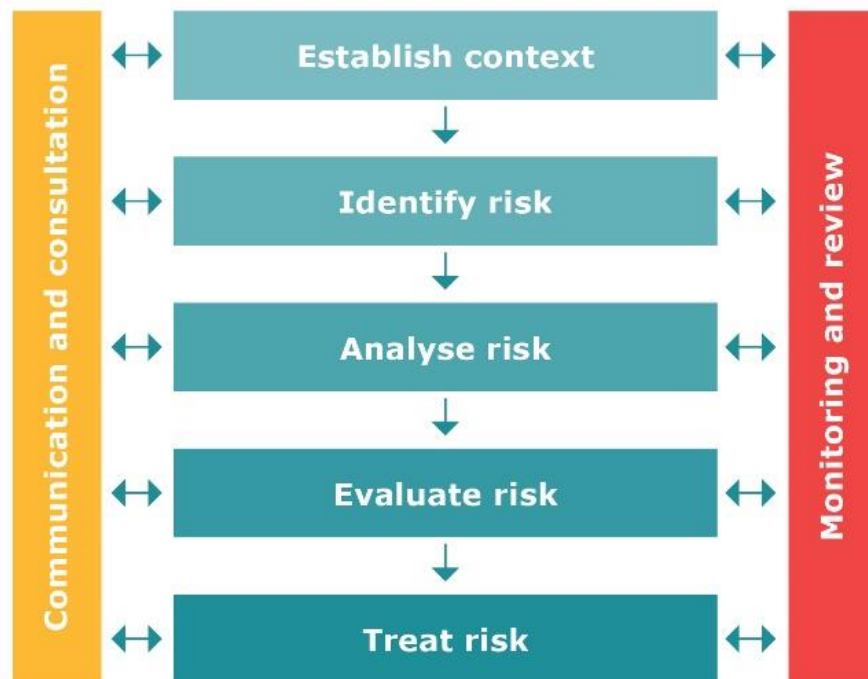 Communication and consultation
Establish context
Identify risk
Analyse risk
Evaluate risk
Treat risk
Monitoring and review